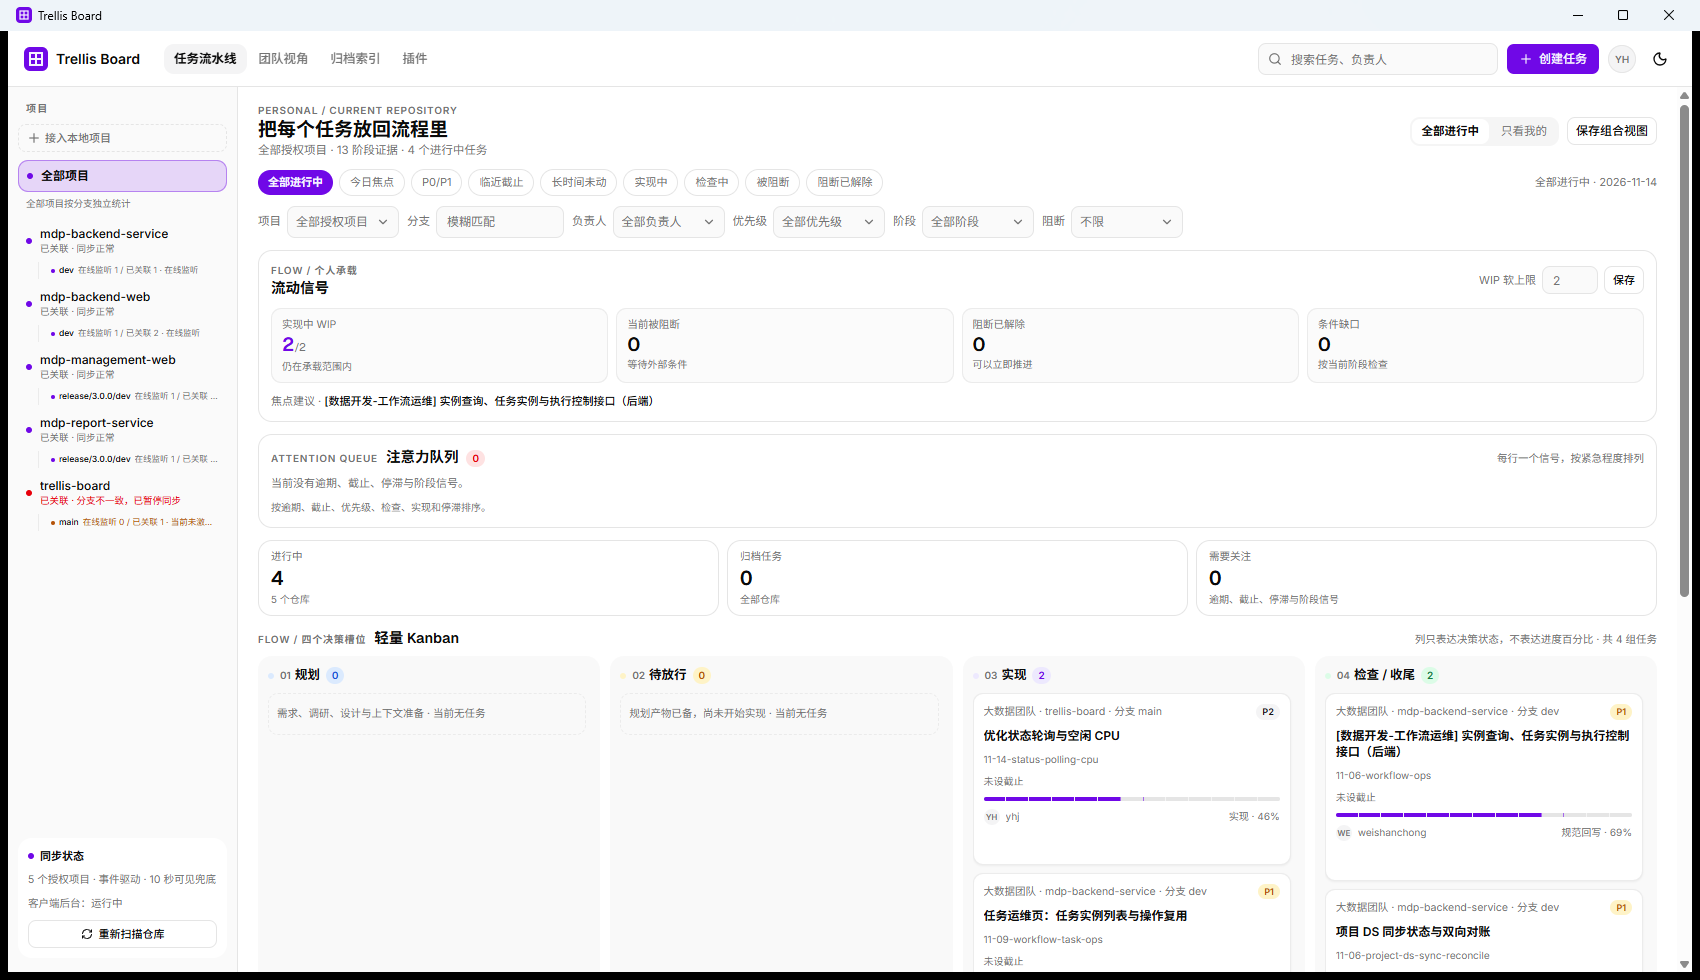 Trellis Board
Trellis Board
任务流水线
团队视角
归档索引
插件
搜索任务、负责人
创建任务
YH
项目
接入本地项目
全部项目
全部项目按分支独立统计
mdp-backend-service
已关联 · 同步正常
dev 在线监听 1 / 已关联 1 · 在线监听
mdp-backend-web
已关联 · 同步正常
dev 在线监听 1 / 已关联 2 · 在线监听
mdp-management-web
已关联 · 同步正常
release/3.0.0/dev 在线监听 1 / 已关联 ...
mdp-report-service
已关联 · 同步正常
release/3.0.0/dev 在线监听 1 / 已关联 ...
trellis-board
已关联 · 分支不一致，已暂停同步
main 在线监听 0 / 已关联 1 · 当前未激...
同步状态
5 个授权项目 · 事件驱动 · 10 秒可见兜底
客户端后台：运行中
重新扫描仓库
PERSONAL / CURRENT REPOSITORY
把每个任务放回流程里
全部授权项目 · 13 阶段证据 · 4 个进行中任务
全部进行中
只看我的
保存组合视图
全部进行中
今日焦点
P0/P1
临近截止
长时间未动
实现中
检查中
被阻断
阻断已解除
全部进行中 · 2026-11-14
项目 全部授权项目
分支 模糊匹配
负责人 全部负责人
优先级 全部优先级
阶段 全部阶段
阻断 不限
FLOW / 个人承载
流动信号
WIP 软上限 2 保存
实现中 WIP
2/2
仍在承载范围内
当前被阻断
0
等待外部条件
阻断已解除
0
可以立即推进
条件缺口
0
按当前阶段检查
焦点建议 · [数据开发-工作流运维] 实例查询、任务实例与执行控制接口（后端）
ATTENTION QUEUE 注意力队列 0
每行一个信号，按紧急程度排列
当前没有逾期、截止、停滞与阶段信号。
按逾期、截止、优先级、检查、实现和停滞排序。
进行中
4
5 个仓库
归档任务
0
全部仓库
需要关注
0
逾期、截止、停滞与阶段信号
FLOW / 四个决策槽位 轻量 Kanban
列只表达决策状态，不表达进度百分比 · 共 4 组任务
01 规划 0
需求、调研、设计与上下文准备 · 当前无任务
02 待放行 0
规划产物已备，尚未开始实现 · 当前无任务
03 实现 2
大数据团队 · trellis-board · 分支 main P2
优化状态轮询与空闲 CPU
11-14-status-polling-cpu
未设截止
YH yhj 实现 · 46%
大数据团队 · mdp-backend-service · 分支 dev P1
任务运维页：任务实例列表与操作复用
11-09-workflow-task-ops
未设截止
04 检查 / 收尾 2
大数据团队 · mdp-backend-service · 分支 dev P1
[数据开发-工作流运维] 实例查询、任务实例与执行控制
接口（后端）
11-06-workflow-ops
未设截止
WE weishanchong 规范回写 · 69%
大数据团队 · mdp-backend-service · 分支 dev P1
项目 DS 同步状态与双向对账
11-06-project-ds-sync-reconcile